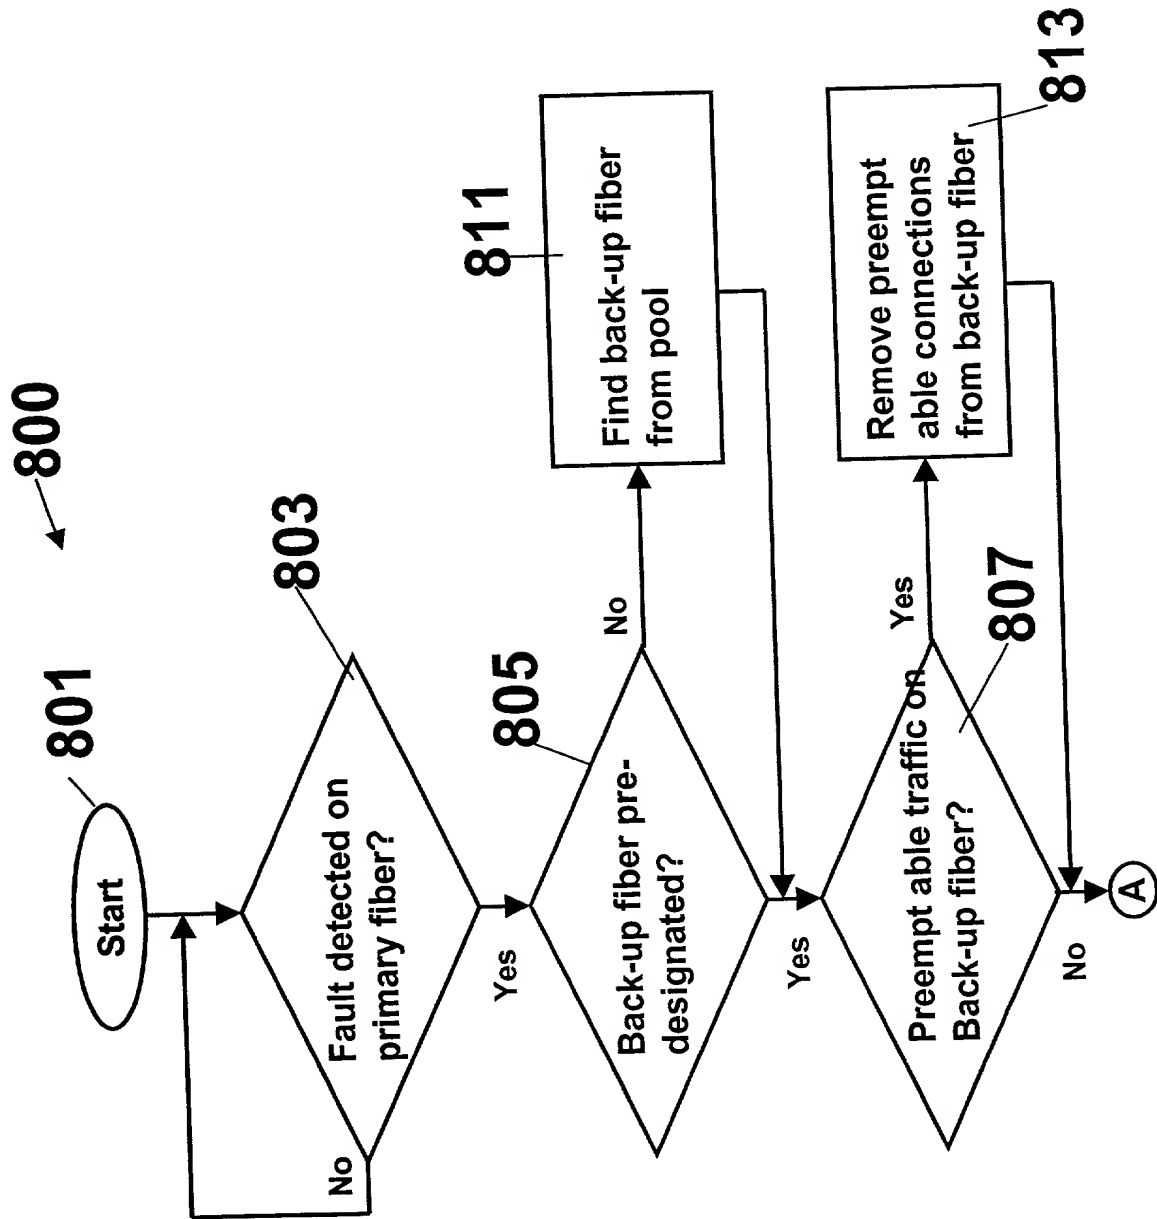 800
801
Start
803
Fault detected on
primary fiber?
No
Yes
805
Back-up fiber pre-
designated?
No
811
Find back-up fiber
from pool
Yes
807
Preempt able traffic on
Back-up fiber?
Yes
813
Remove preempt
able connections
from back-up fiber
No
A